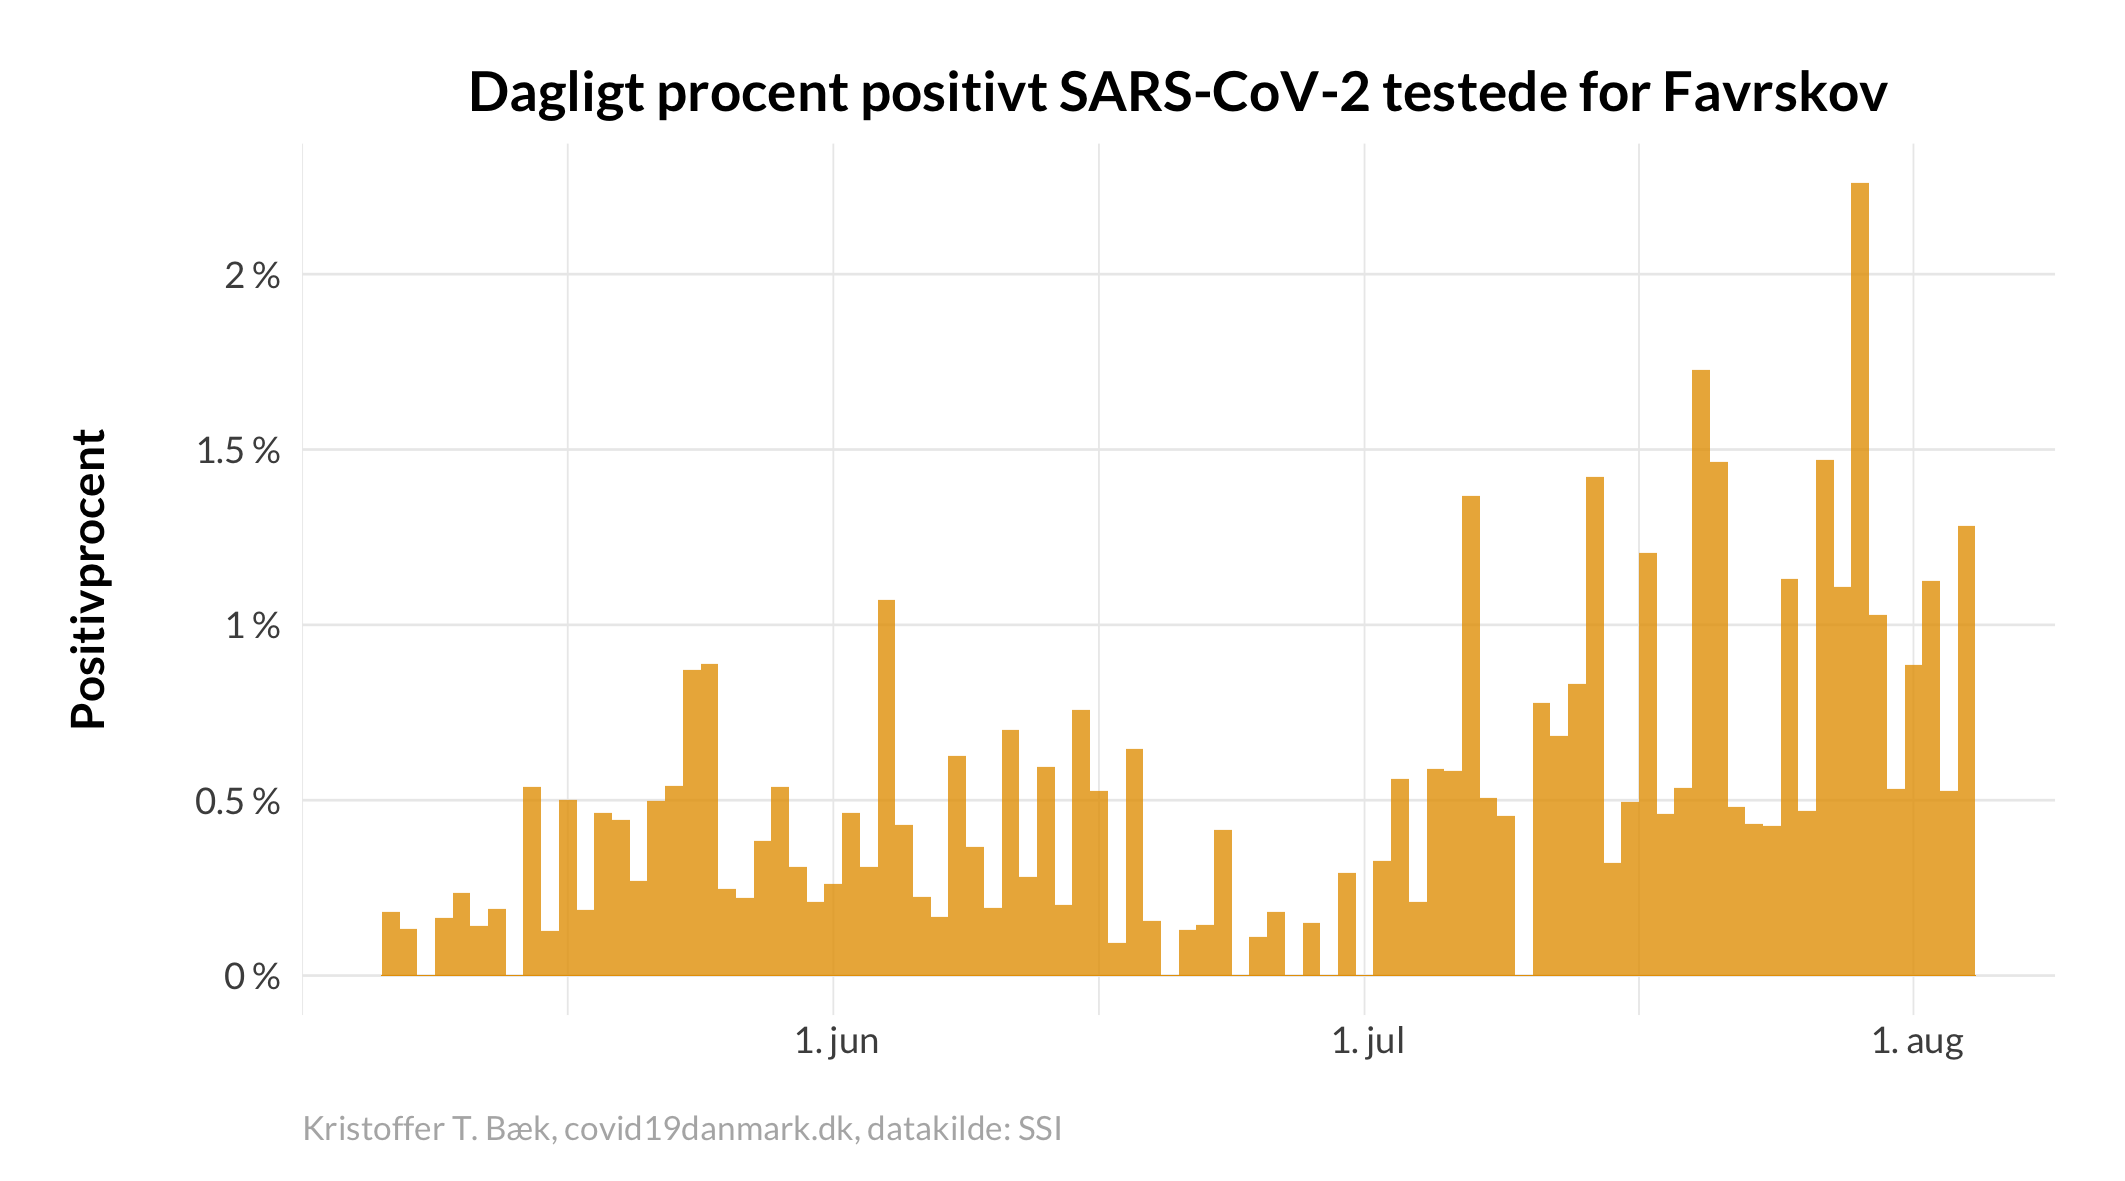 Dagligt procent positivt SARS-CoV-2 testede for Favrskov
Positivprocent
2 %
1.5 %
1 %
0.5 %
0 %
1. jun
1. jul
1. aug
Kristoffer T. Bæk, covid19danmark.dk, datakilde: SSI